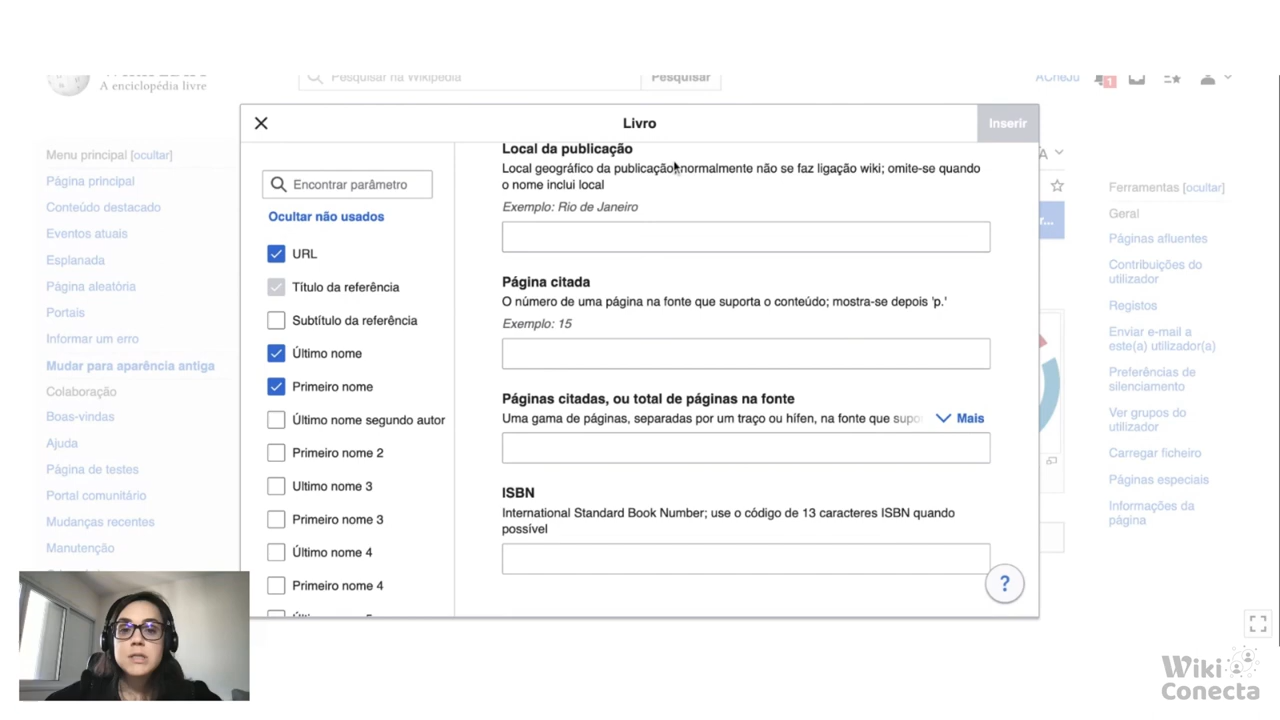 A enciclopédia livre
Pesquisar na Wikipédia
Pesquisar
ACheJu
1
Livro
Inserir
Menu principal [ocultar]
Página principal
Conteúdo destacado
Eventos atuais
Esplanada
Página aleatória
Portais
Informar um erro
Mudar para aparência antiga
Colaboração
Boas-vindas
Ajuda
Página de testes
Portal comunitário
Mudanças recentes
Manutenção
Encontrar parâmetro
Ocultar não usados
URL
Título da referência
Subtítulo da referência
Último nome
Primeiro nome
Último nome segundo autor
Primeiro nome 2
Ultimo nome 3
Primeiro nome 3
Último nome 4
Primeiro nome 4
Local da publicação
Local geográfico da publicação;normalmente não se faz ligação wiki; omite-se quando
o nome inclui local
Exemplo: Rio de Janeiro
Página citada
O número de uma página na fonte que suporta o conteúdo; mostra-se depois 'p.'
Exemplo: 15
Páginas citadas, ou total de páginas na fonte
Uma gama de páginas, separadas por um traço ou hífen, na fonte que supo
Mais
ISBN
International Standard Book Number; use o código de 13 caracteres ISBN quando
possível
?
Ferramentas [ocultar]
Geral
Páginas afluentes
Contribuições do
utilizador
Registos
Enviar e-mail a
este(a) utilizador(a)
Preferências de
silenciamento
Ver grupos do
utilizador
Carregar ficheiro
Páginas especiais
Informações da
página
Wiki
Conecta